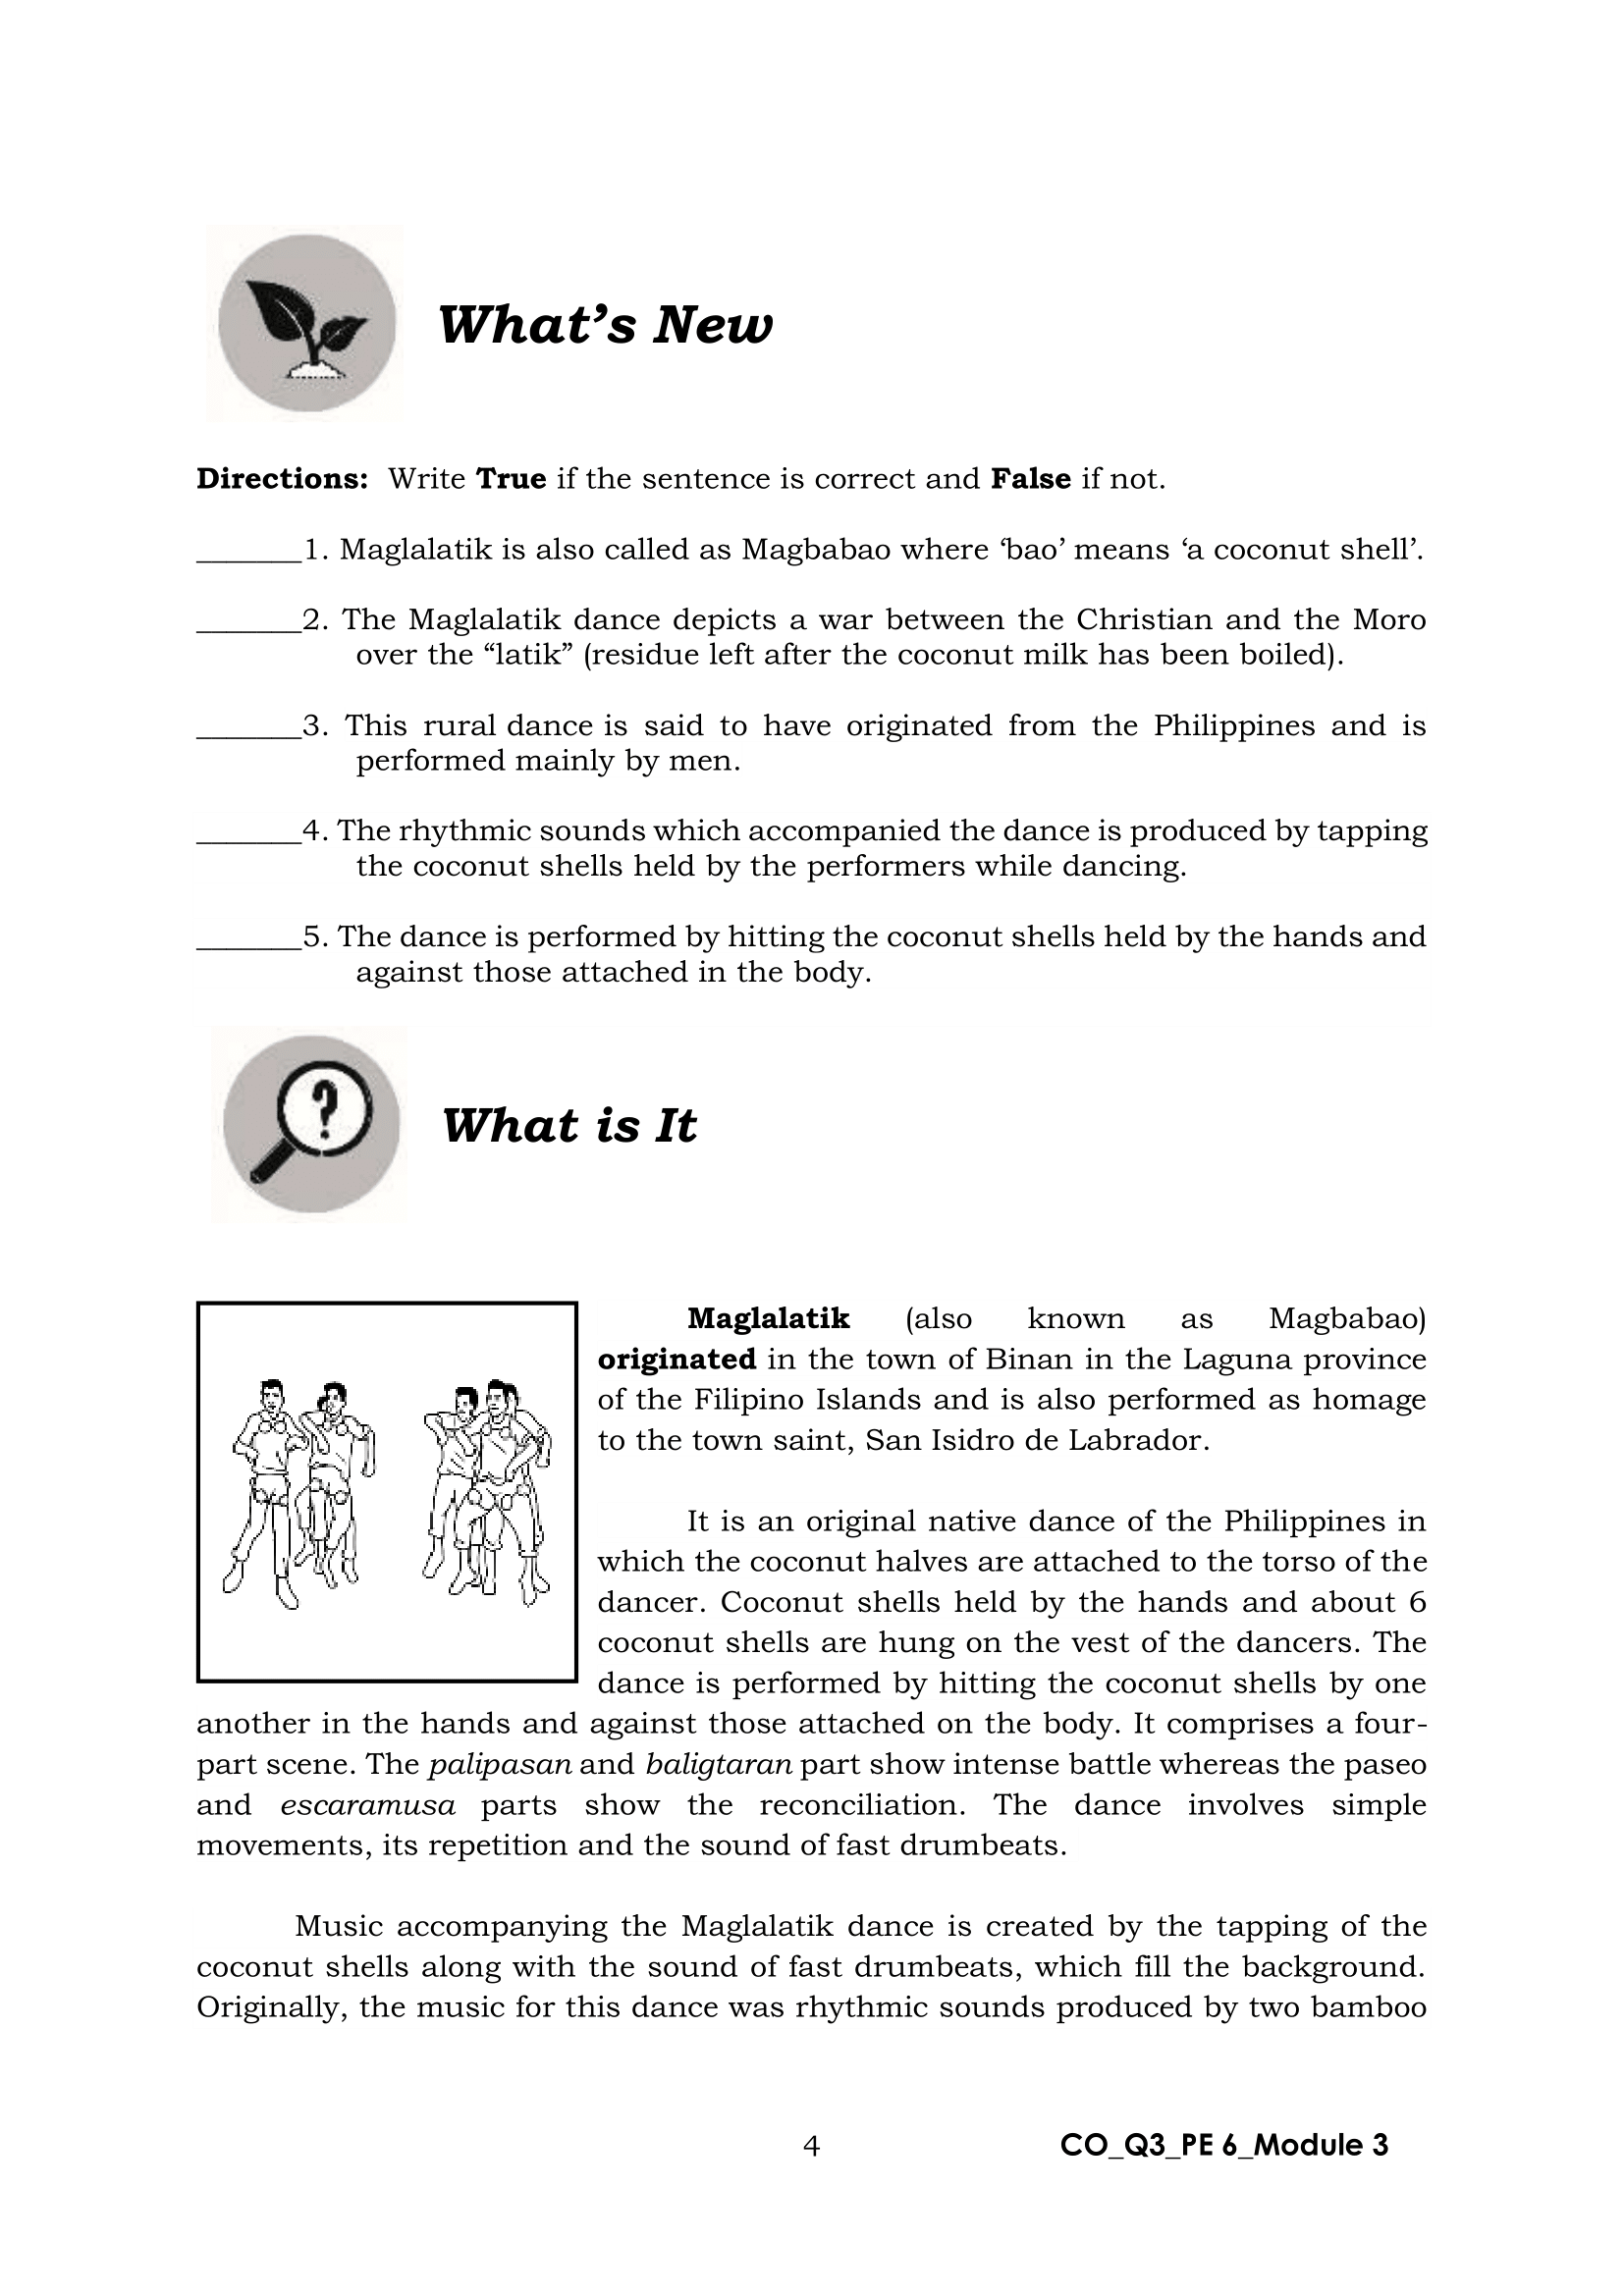 What's New
Directions: Write True if the sentence is correct and False if not.
_______1. Maglalatik is also called as Magbabao where ‘bao’ means ‘a coconut shell’.
_______2. The Maglalatik dance depicts a war between the Christian and the Moro
over the “latik” (residue left after the coconut milk has been boiled).
_______3. This rural dance is said to have originated from the Philippines and is
performed mainly by men.
_______4. The rhythmic sounds which accompanied the dance is produced by tapping
the coconut shells held by the performers while dancing.
_______5. The dance is performed by hitting the coconut shells held by the hands and
against those attached in the body.
?
What is It
Maglalatik (also known as Magbabao)
originated in the town of Binan in the Laguna province
of the Filipino Islands and is also performed as homage
to the town saint, San Isidro de Labrador.
It is an original native dance of the Philippines in
which the coconut halves are attached to the torso of the
dancer. Coconut shells held by the hands and about 6
coconut shells are hung on the vest of the dancers. The
dance is performed by hitting the coconut shells by one
another in the hands and against those attached on the body. It comprises a four-
part scene. The palipasan and baligtaran part show intense battle whereas the paseo
and escaramusa parts show the reconciliation. The dance involves simple
movements, its repetition and the sound of fast drumbeats.
Music accompanying the Maglalatik dance is created by the tapping of the
coconut shells along with the sound of fast drumbeats, which fill the background.
Originally, the music for this dance was rhythmic sounds produced by two bamboo
4
CO_Q3_PE 6_Module 3